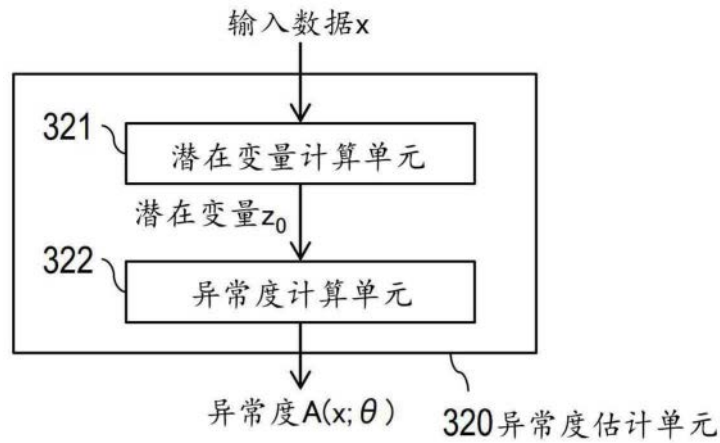 输入数据x
321
潜在变量计算单元
潜在变量z₀
322
异常度计算单元
异常度A(x;θ)
320异常度估计单元